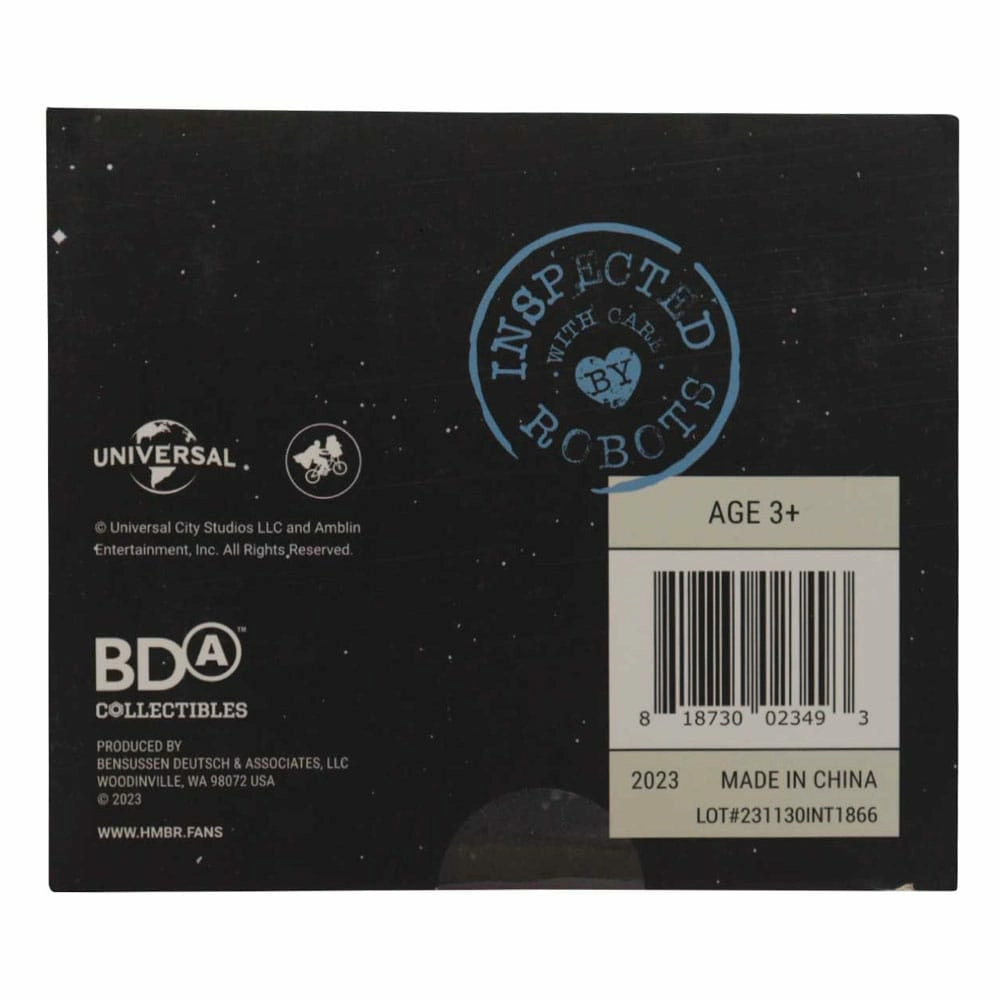 INSPECTED
WITH CARE
BY
ROBOTS
UNIVERSAL
© Universal City Studios LLC and Amblin
Entertainment, Inc. All Rights Reserved.
BDA™
COLLECTIBLES
PRODUCED BY
BENSUSSEN DEUTSCH & ASSOCIATES, LLC
WOODINVILLE, WA 98072 USA
© 2023
WWW.HMBR.FANS
AGE 3+
8 18730 02349 3
2023 MADE IN CHINA
LOT#231130INT1866